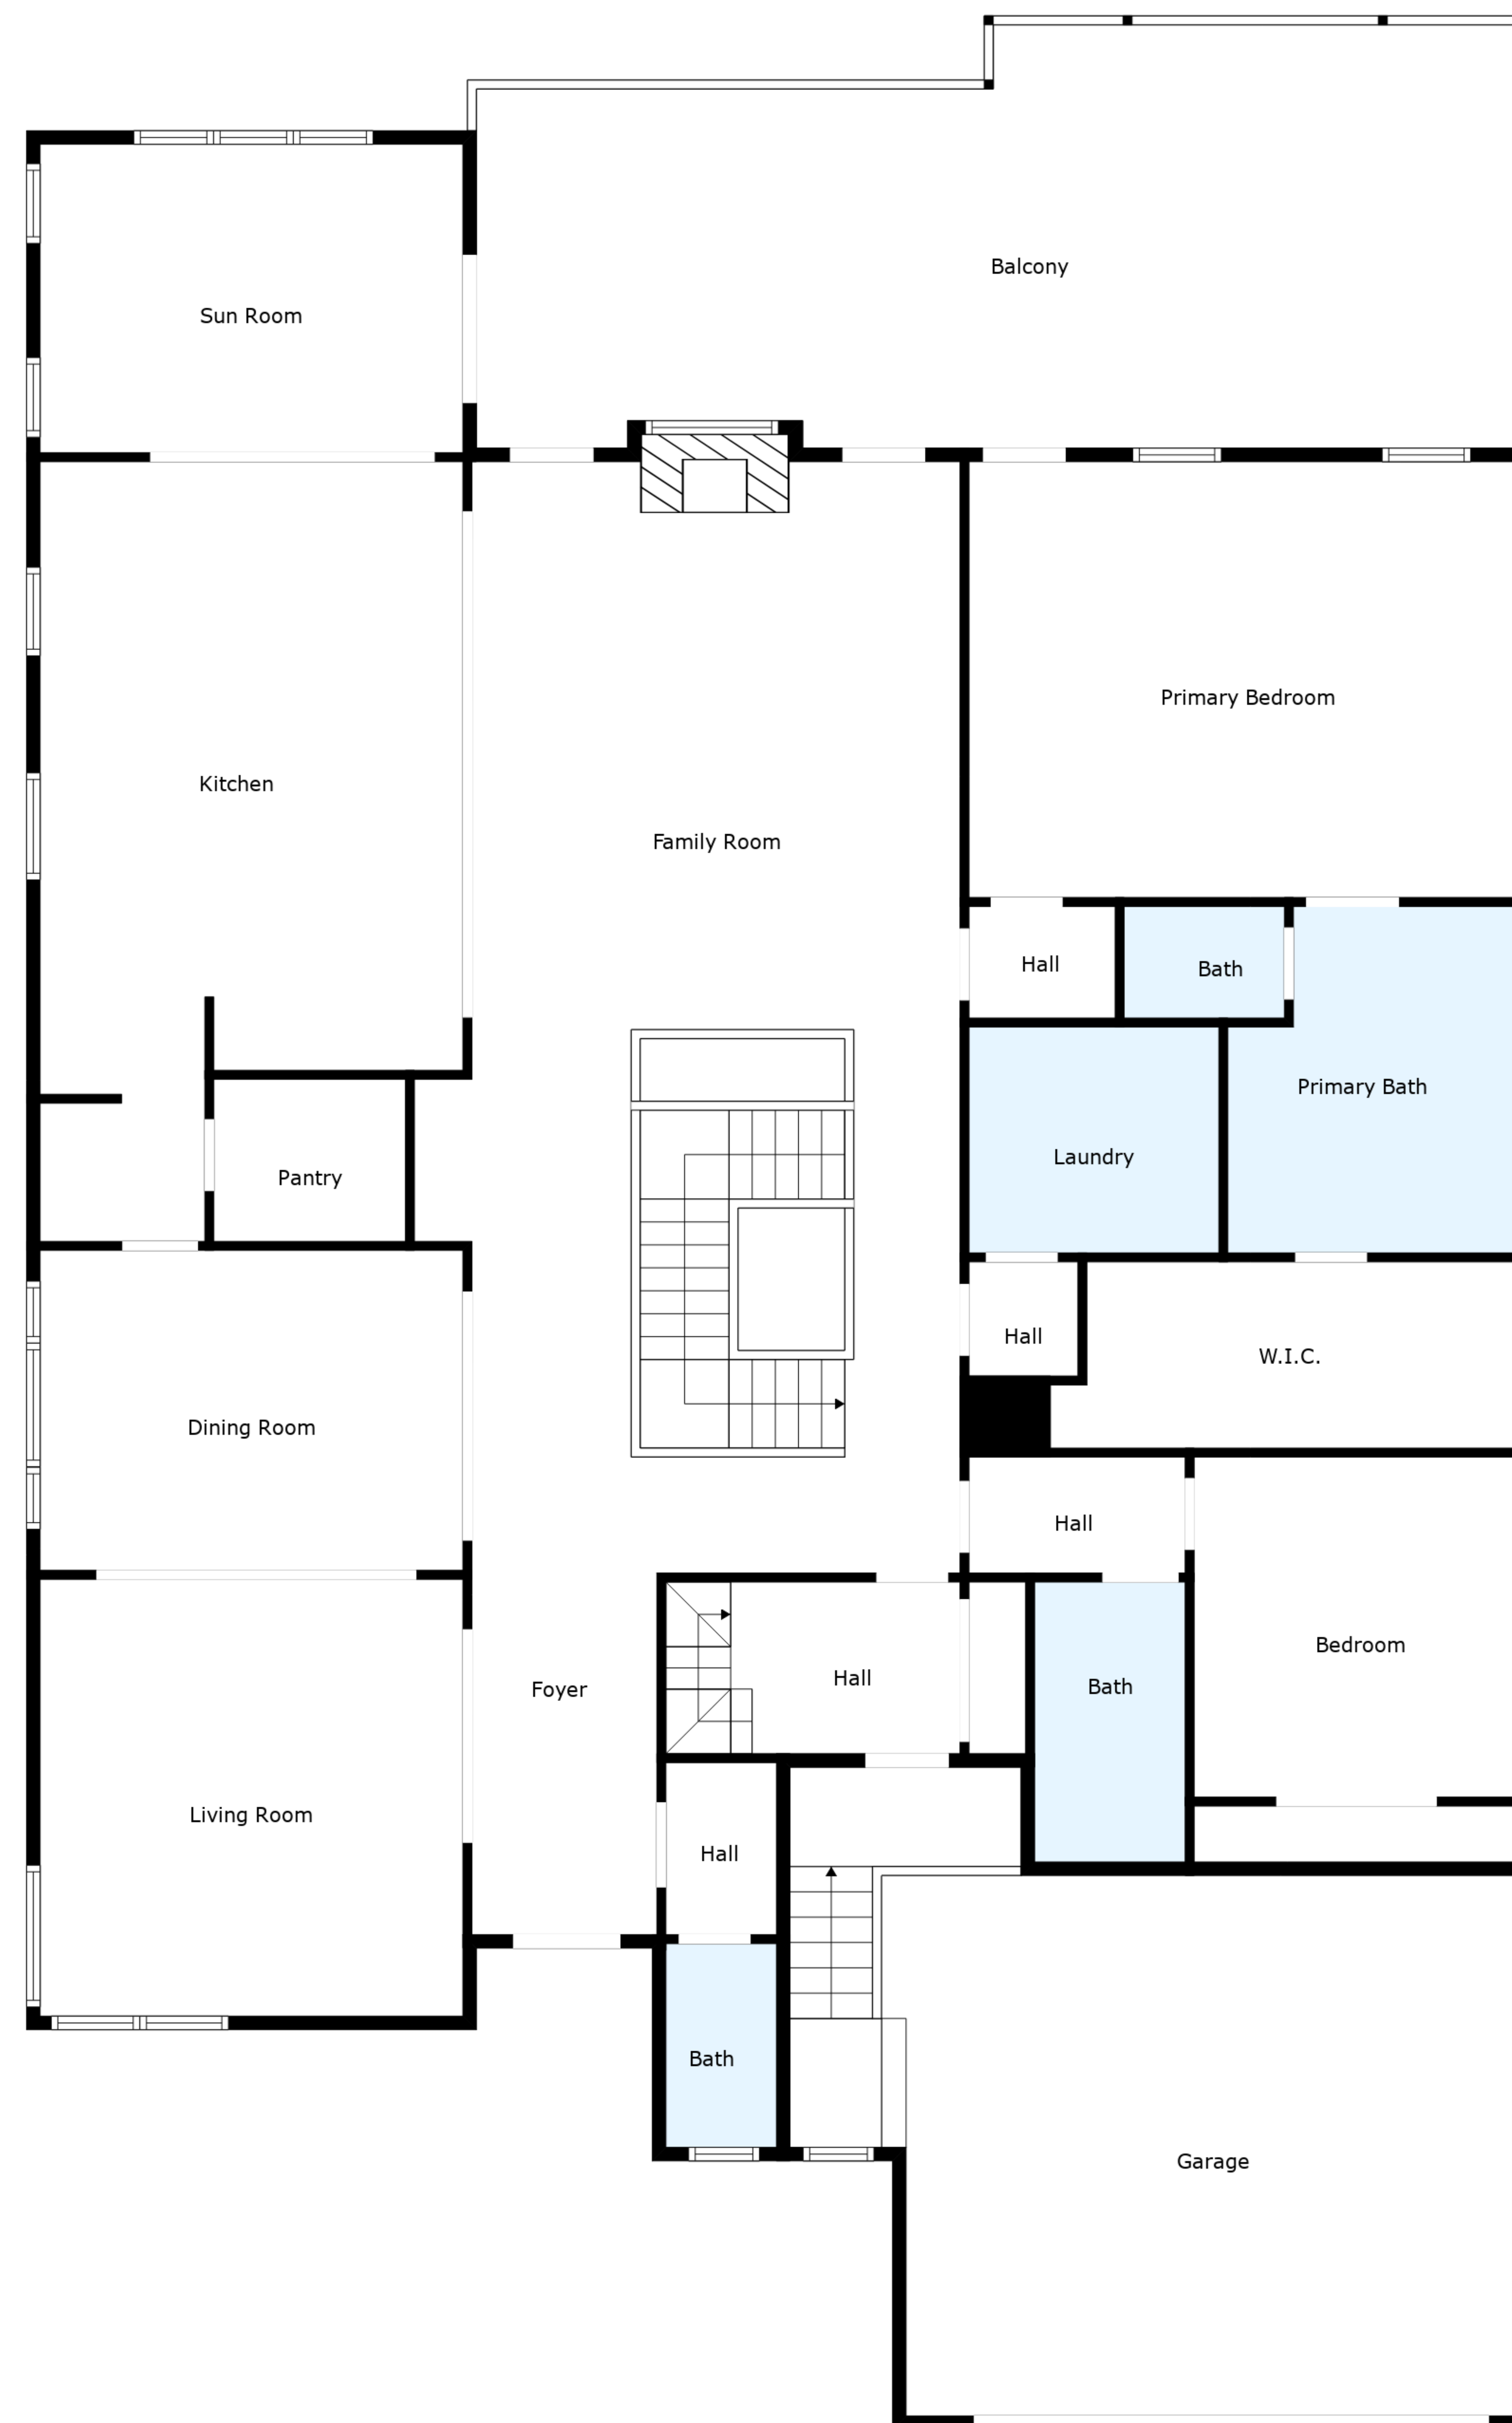 Balcony
Sun Room
Primary Bedroom
Kitchen
Family Room
Hall
Bath
Primary Bath
Laundry
Pantry
Hall
W.I.C.
Dining Room
Hall
Bedroom
Hall
Bath
Foyer
Living Room
Hall
Bath
Garage